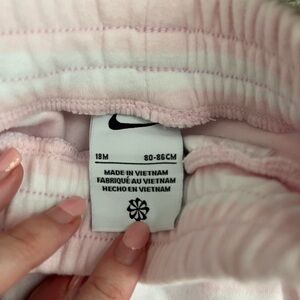 18M 80-86CM
MADE IN VIETNAM
FABRIQUÉ AU VIETNAM
HECHO EN VIETNAM